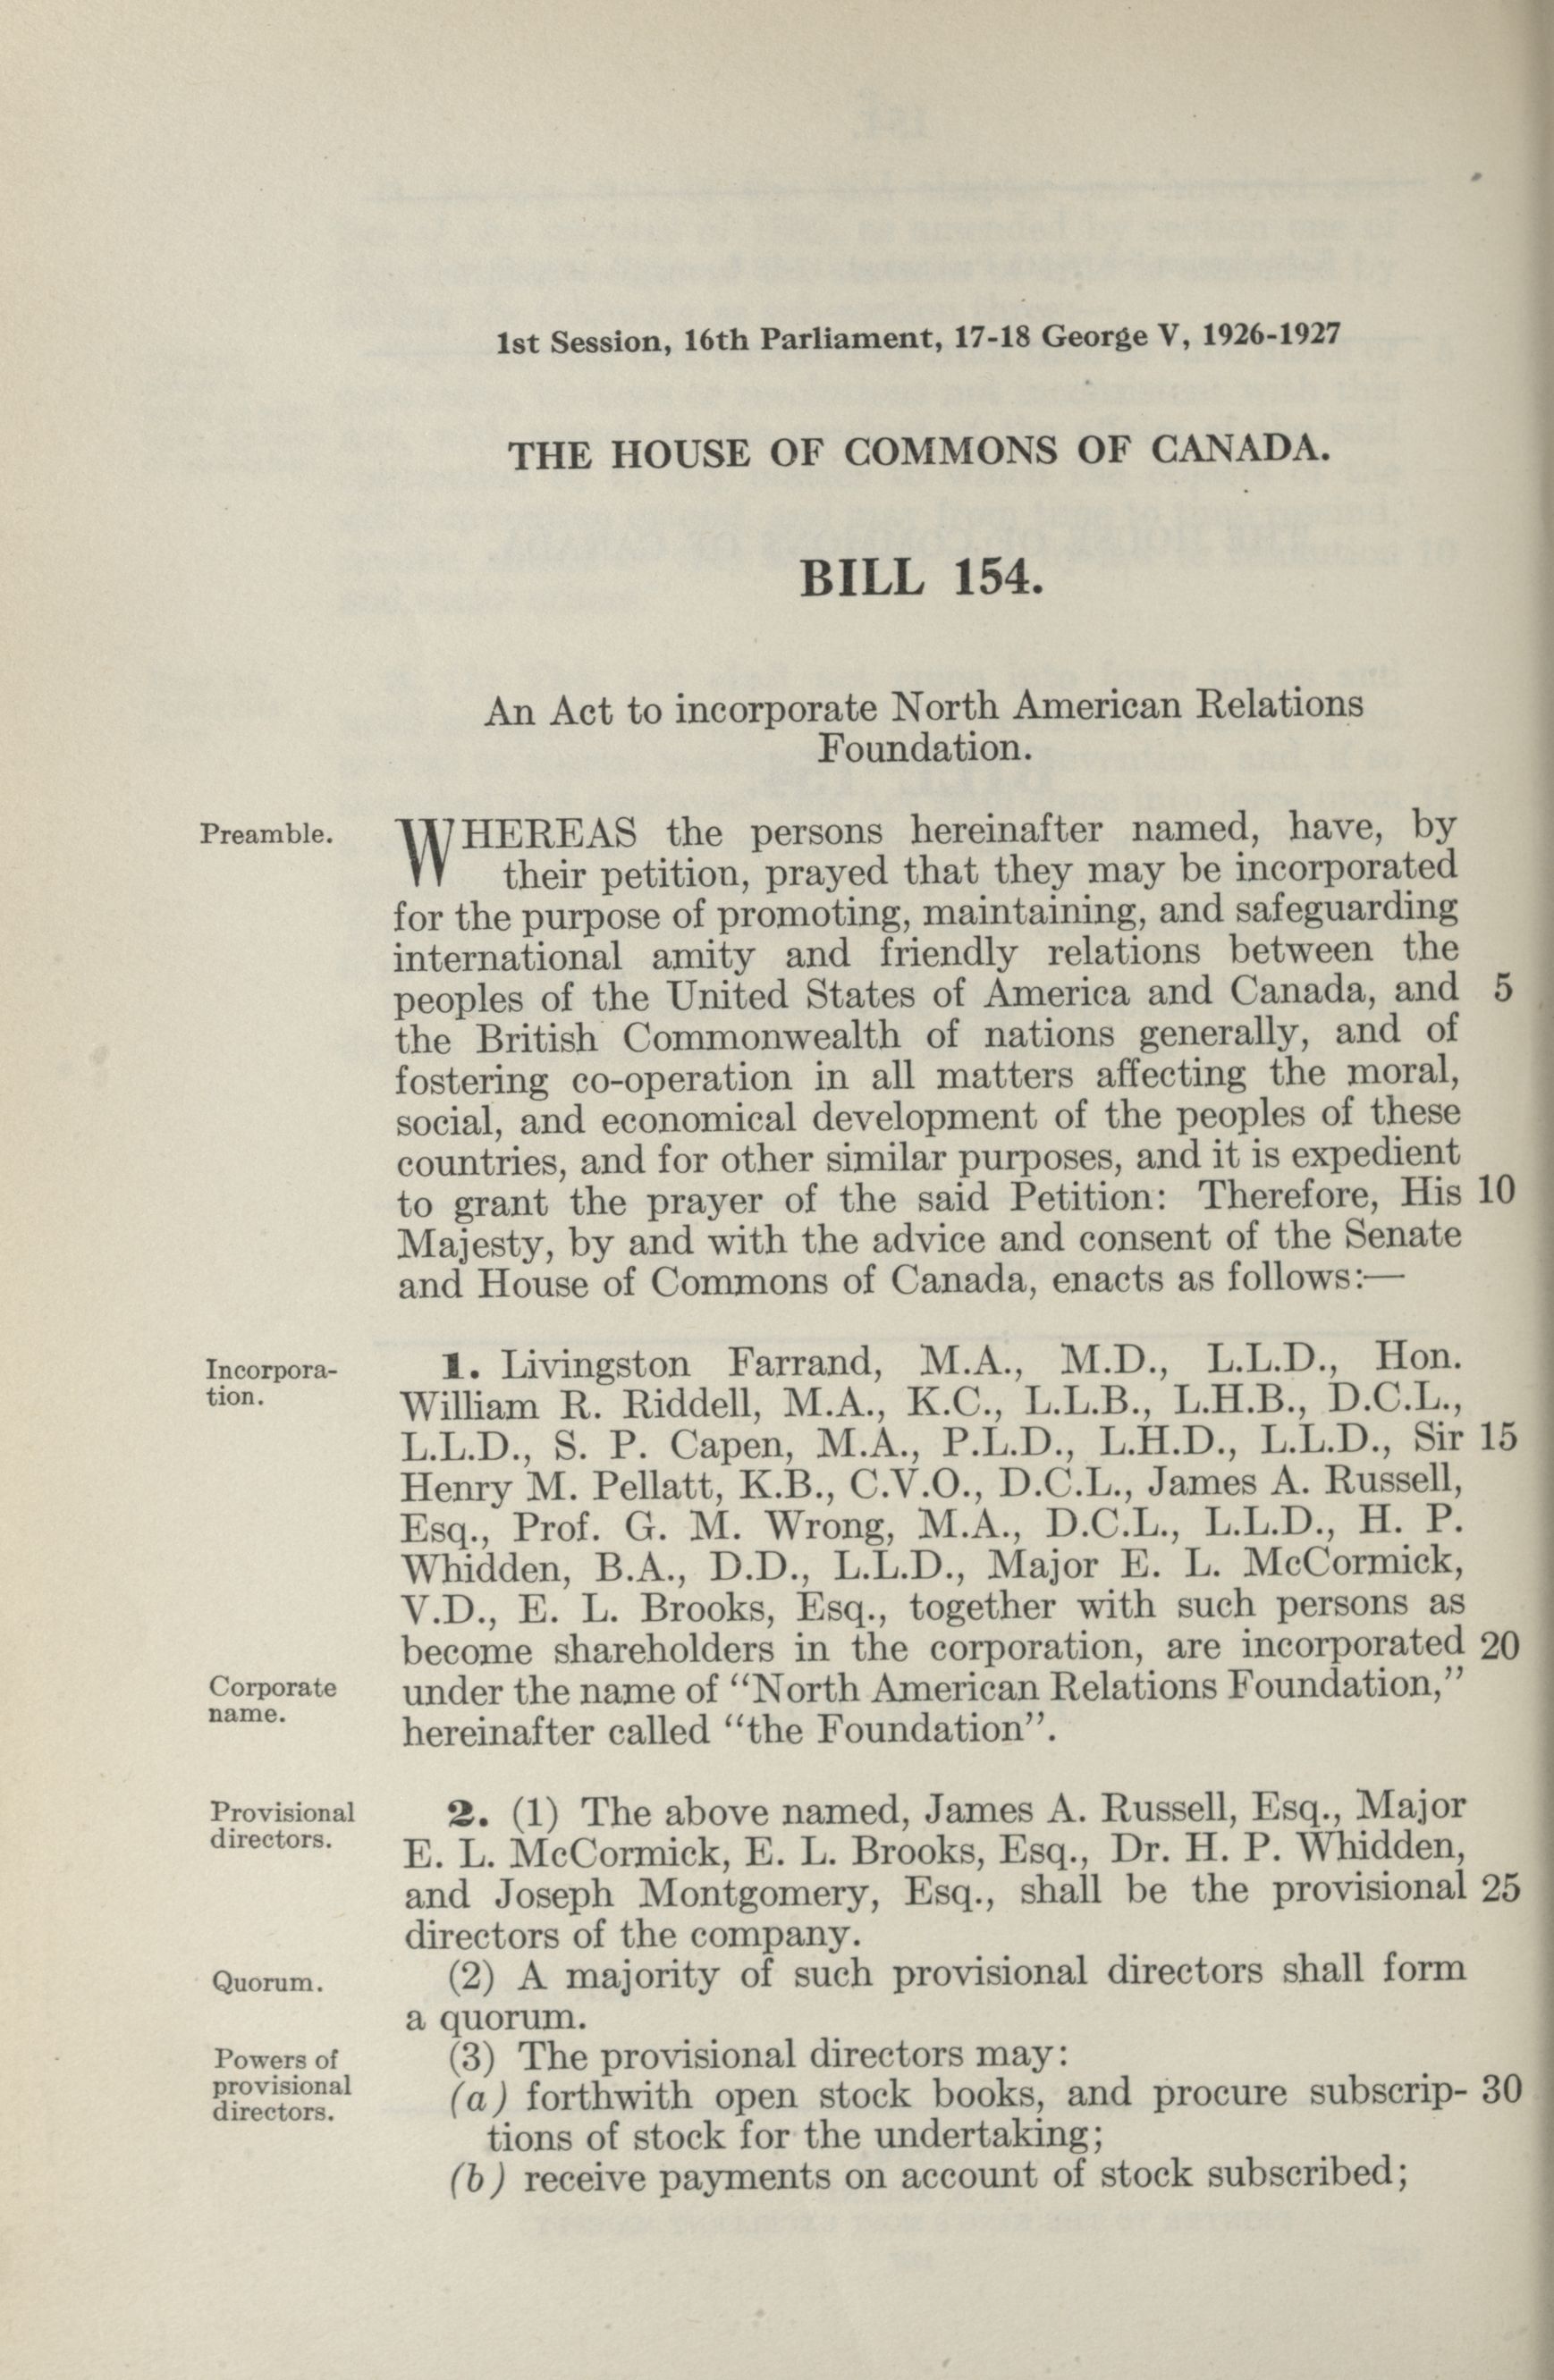 1st Session, 16th Parliament, 17-18 George V, 1926-1927
THE HOUSE OF COMMONS OF CANADA.
BILL 154.
An Act to incorporate North American Relations
Foundation.
Preamble.
WHEREAS the persons hereinafter named, have, by
their petition, prayed that they may be incorporated
for the purpose of promoting, maintaining, and safeguarding
international amity and friendly relations between the
peoples of the United States of America and Canada, and 5
the British Commonwealth of nations generally, and of
fostering co-operation in all matters affecting the moral,
social, and economical development of the peoples of these
countries, and for other similar purposes, and it is expedient
to grant the prayer of the said Petition: Therefore, His 10
Majesty, by and with the advice and consent of the Senate
and House of Commons of Canada, enacts as follows:—
Incorpora-
tion.
1. Livingston Farrand, M.A., M.D., L.L.D., Hon.
William R. Riddell, M.A., K.C., L.L.B., L.H.B., D.C.L.,
L.L.D., S. P. Capen, M.A., P.L.D., L.H.D., L.L.D., Sir 15
Henry M. Pellatt, K.B., C.V.O., D.C.L., James A. Russell,
Esq., Prof. G. M. Wrong, M.A., D.C.L., L.L.D., H. P.
Whidden, B.A., D.D., L.L.D., Major E. L. McCormick,
V.D., E. L. Brooks, Esq., together with such persons as
become shareholders in the corporation, are incorporated 20
Corporate
name.
under the name of "North American Relations Foundation,"
hereinafter called "the Foundation".
Provisional
directors.
2. (1) The above named, James A. Russell, Esq., Major
E. L. McCormick, E. L. Brooks, Esq., Dr. H. P. Whidden,
and Joseph Montgomery, Esq., shall be the provisional 25
directors of the company.
Quorum.
(2) A majority of such provisional directors shall form
a quorum.
Powers of
provisional
directors.
(3) The provisional directors may:
(a) forthwith open stock books, and procure subscrip- 30
tions of stock for the undertaking;
(b) receive payments on account of stock subscribed;